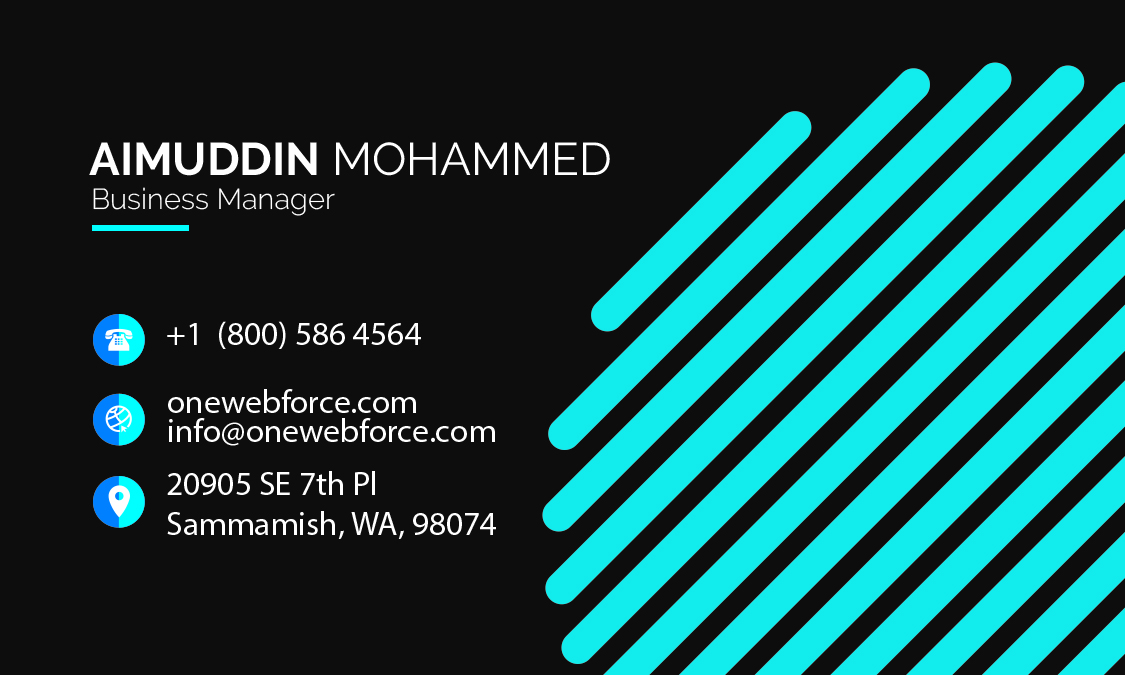 AIMUDDIN MOHAMMED
Business Manager
+1  (800) 586 4564
onewebforce.com
info@onewebforce.com
20905 SE 7th Pl
Sammamish, WA, 98074